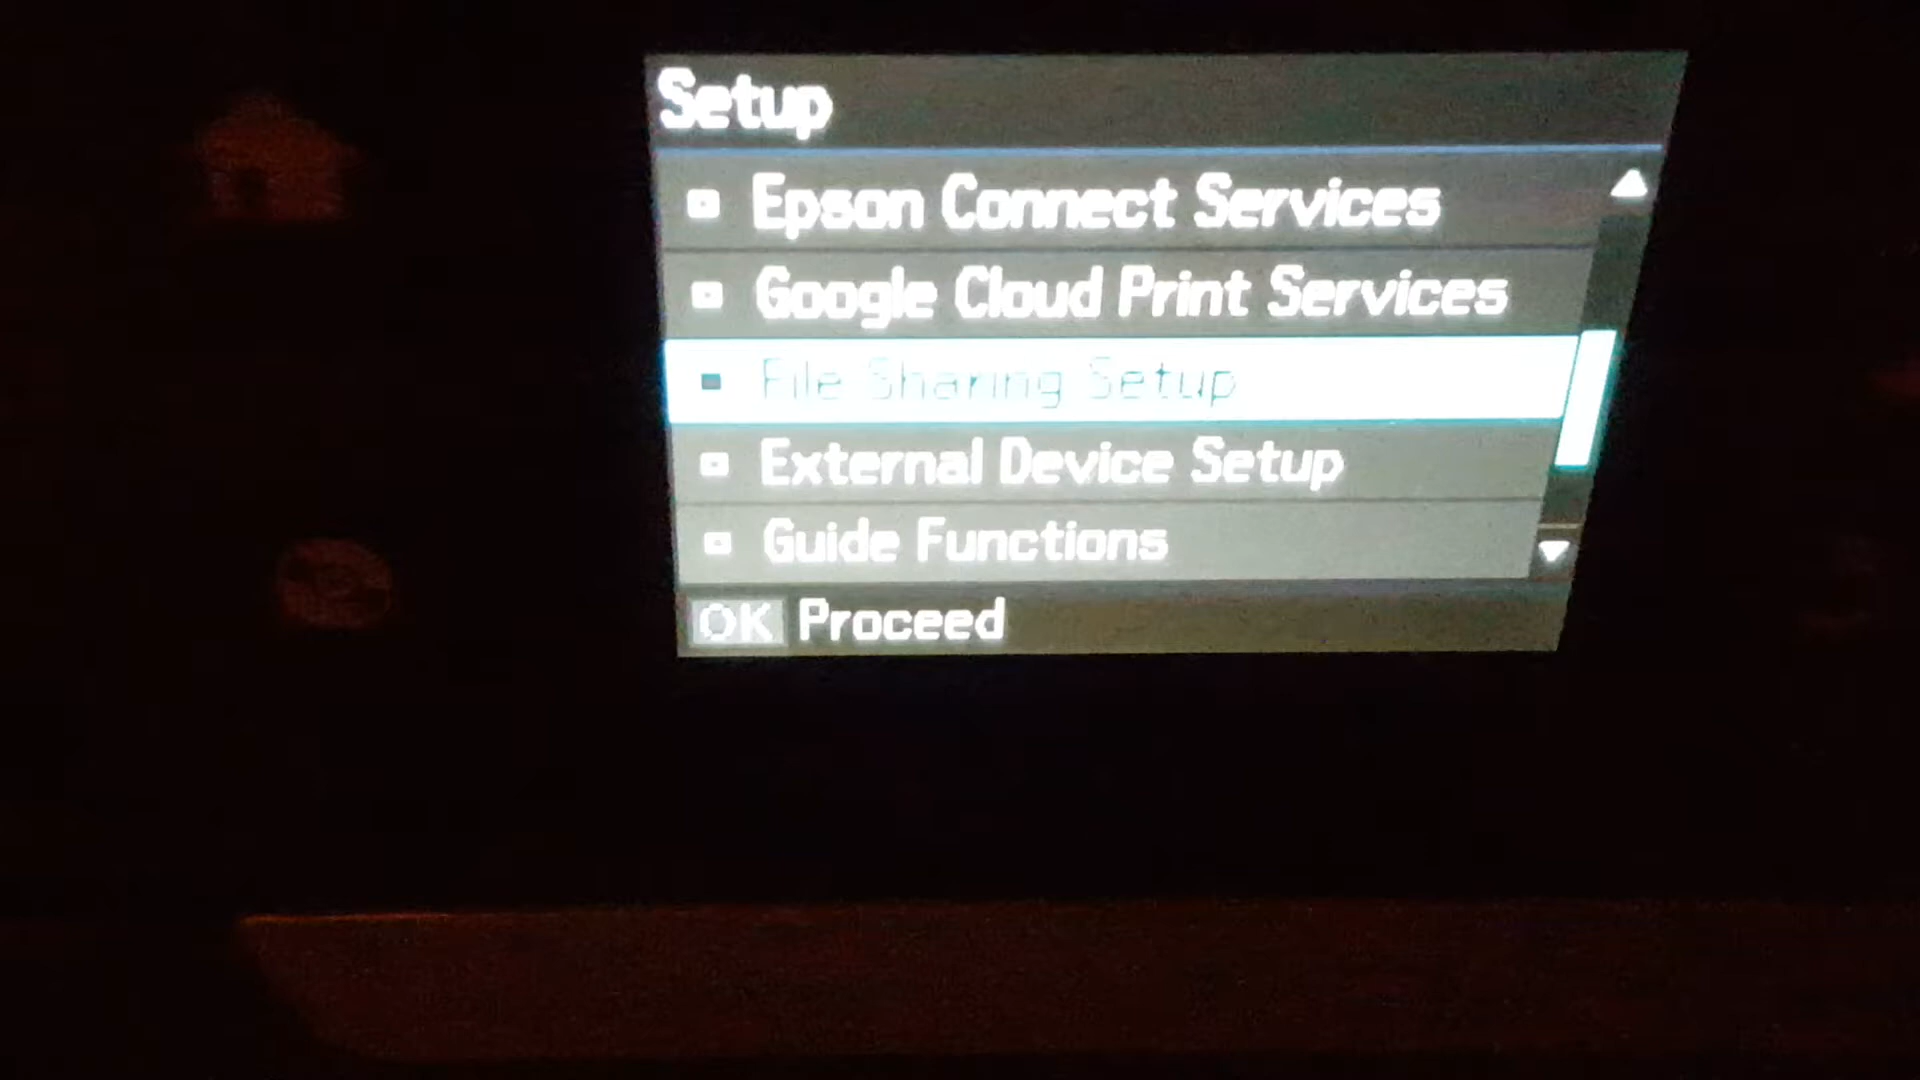 Setup
Epson Connect Services
Google Cloud Print Services
File Sharing Setup
External Device Setup
Guide Functions
OK Proceed